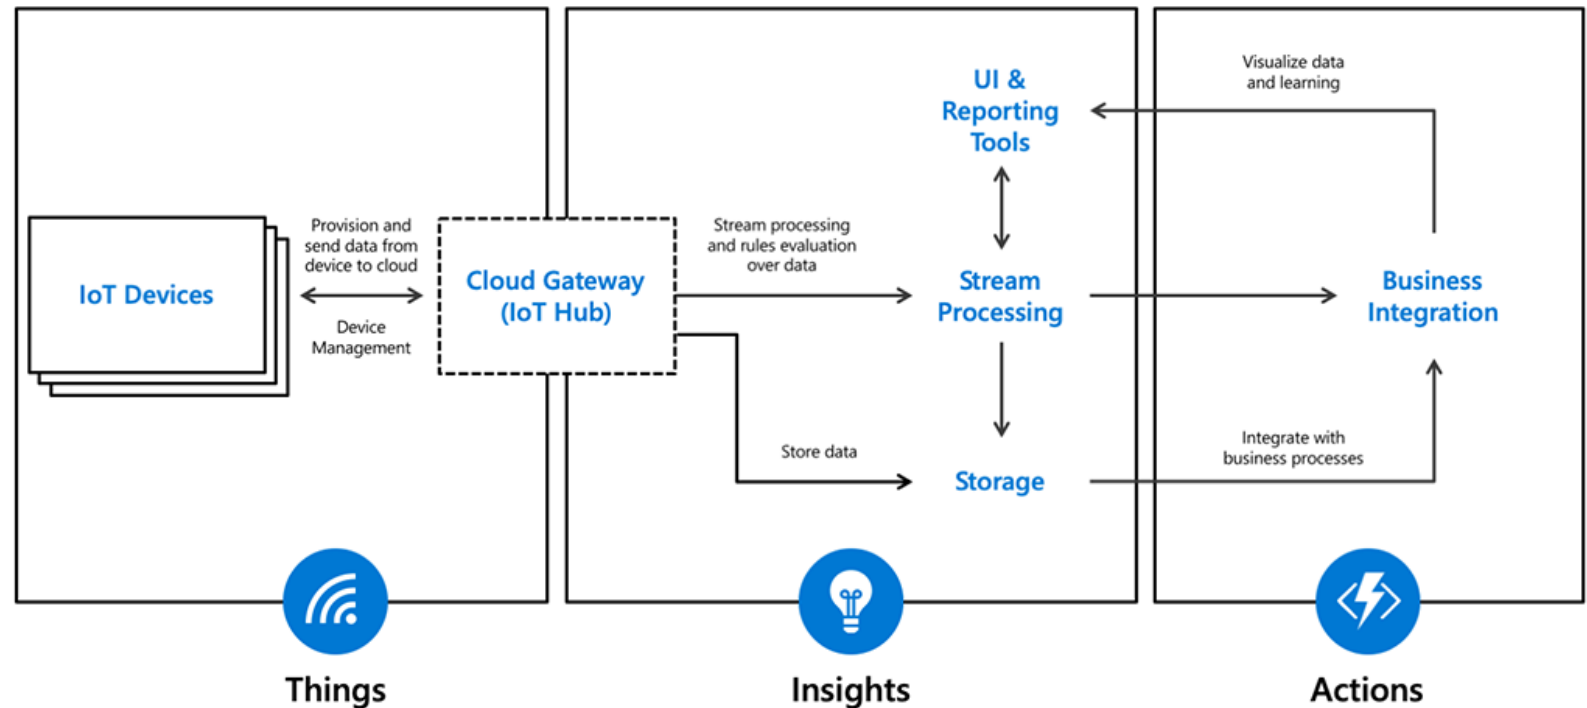 IoT Devices
Provision and
send data from
device to cloud
Device
Management
Cloud Gateway
(IoT Hub)
Stream processing
and rules evaluation
over data
Store data
UI &
Reporting
Tools
Stream
Processing
Storage
Visualize data
and learning
Business
Integration
Integrate with
business processes
Things
Insights
Actions